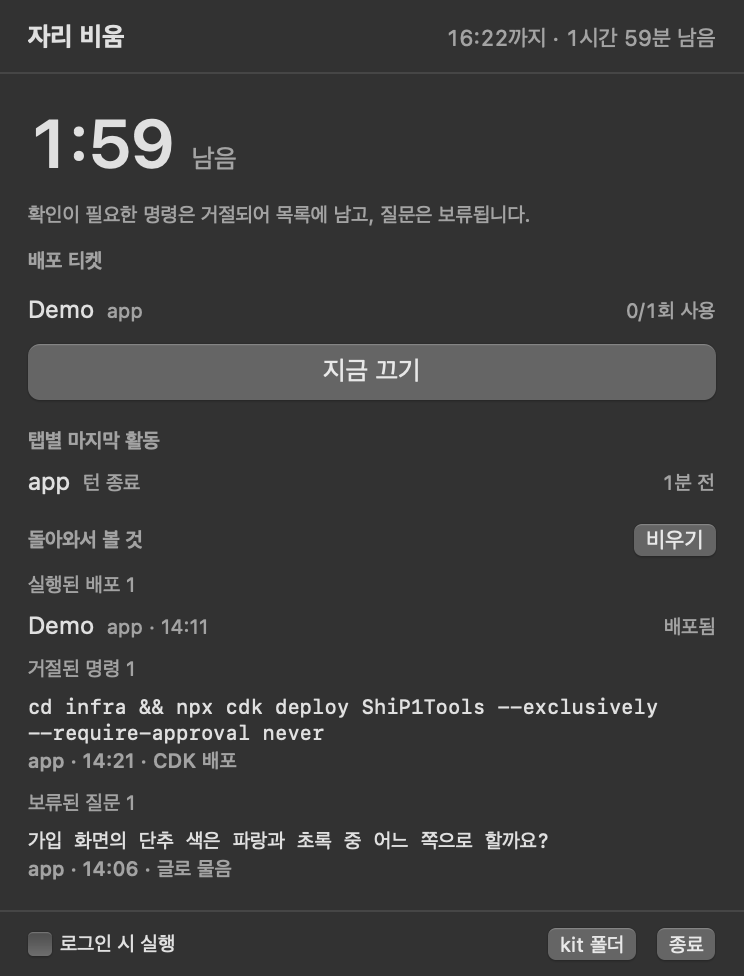 자리 비움
16:22까지 · 1시간 59분 남음
1:59 남음
확인이 필요한 명령은 거절되어 목록에 남고, 질문은 보류됩니다.
배포 티켓
Demo app
0/1회 사용
지금 끄기
탭별 마지막 활동
app 턴 종료
1분 전
돌아와서 볼 것
비우기
실행된 배포 1
Demo app · 14:11
배포됨
거절된 명령 1
cd infra && npx cdk deploy ShiP1Tools --exclusively
--require-approval never
app · 14:21 · CDK 배포
보류된 질문 1
가입 화면의 단추 색은 파랑과 초록 중 어느 쪽으로 할까요?
app · 14:06 · 글로 물음
로그인 시 실행
kit 폴더
종료